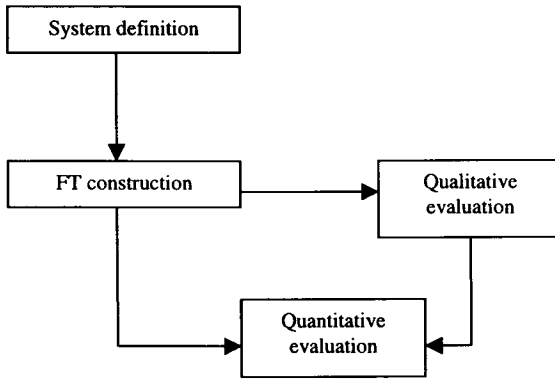 System definition
FT construction
Qualitative
evaluation
Quantitative
evaluation